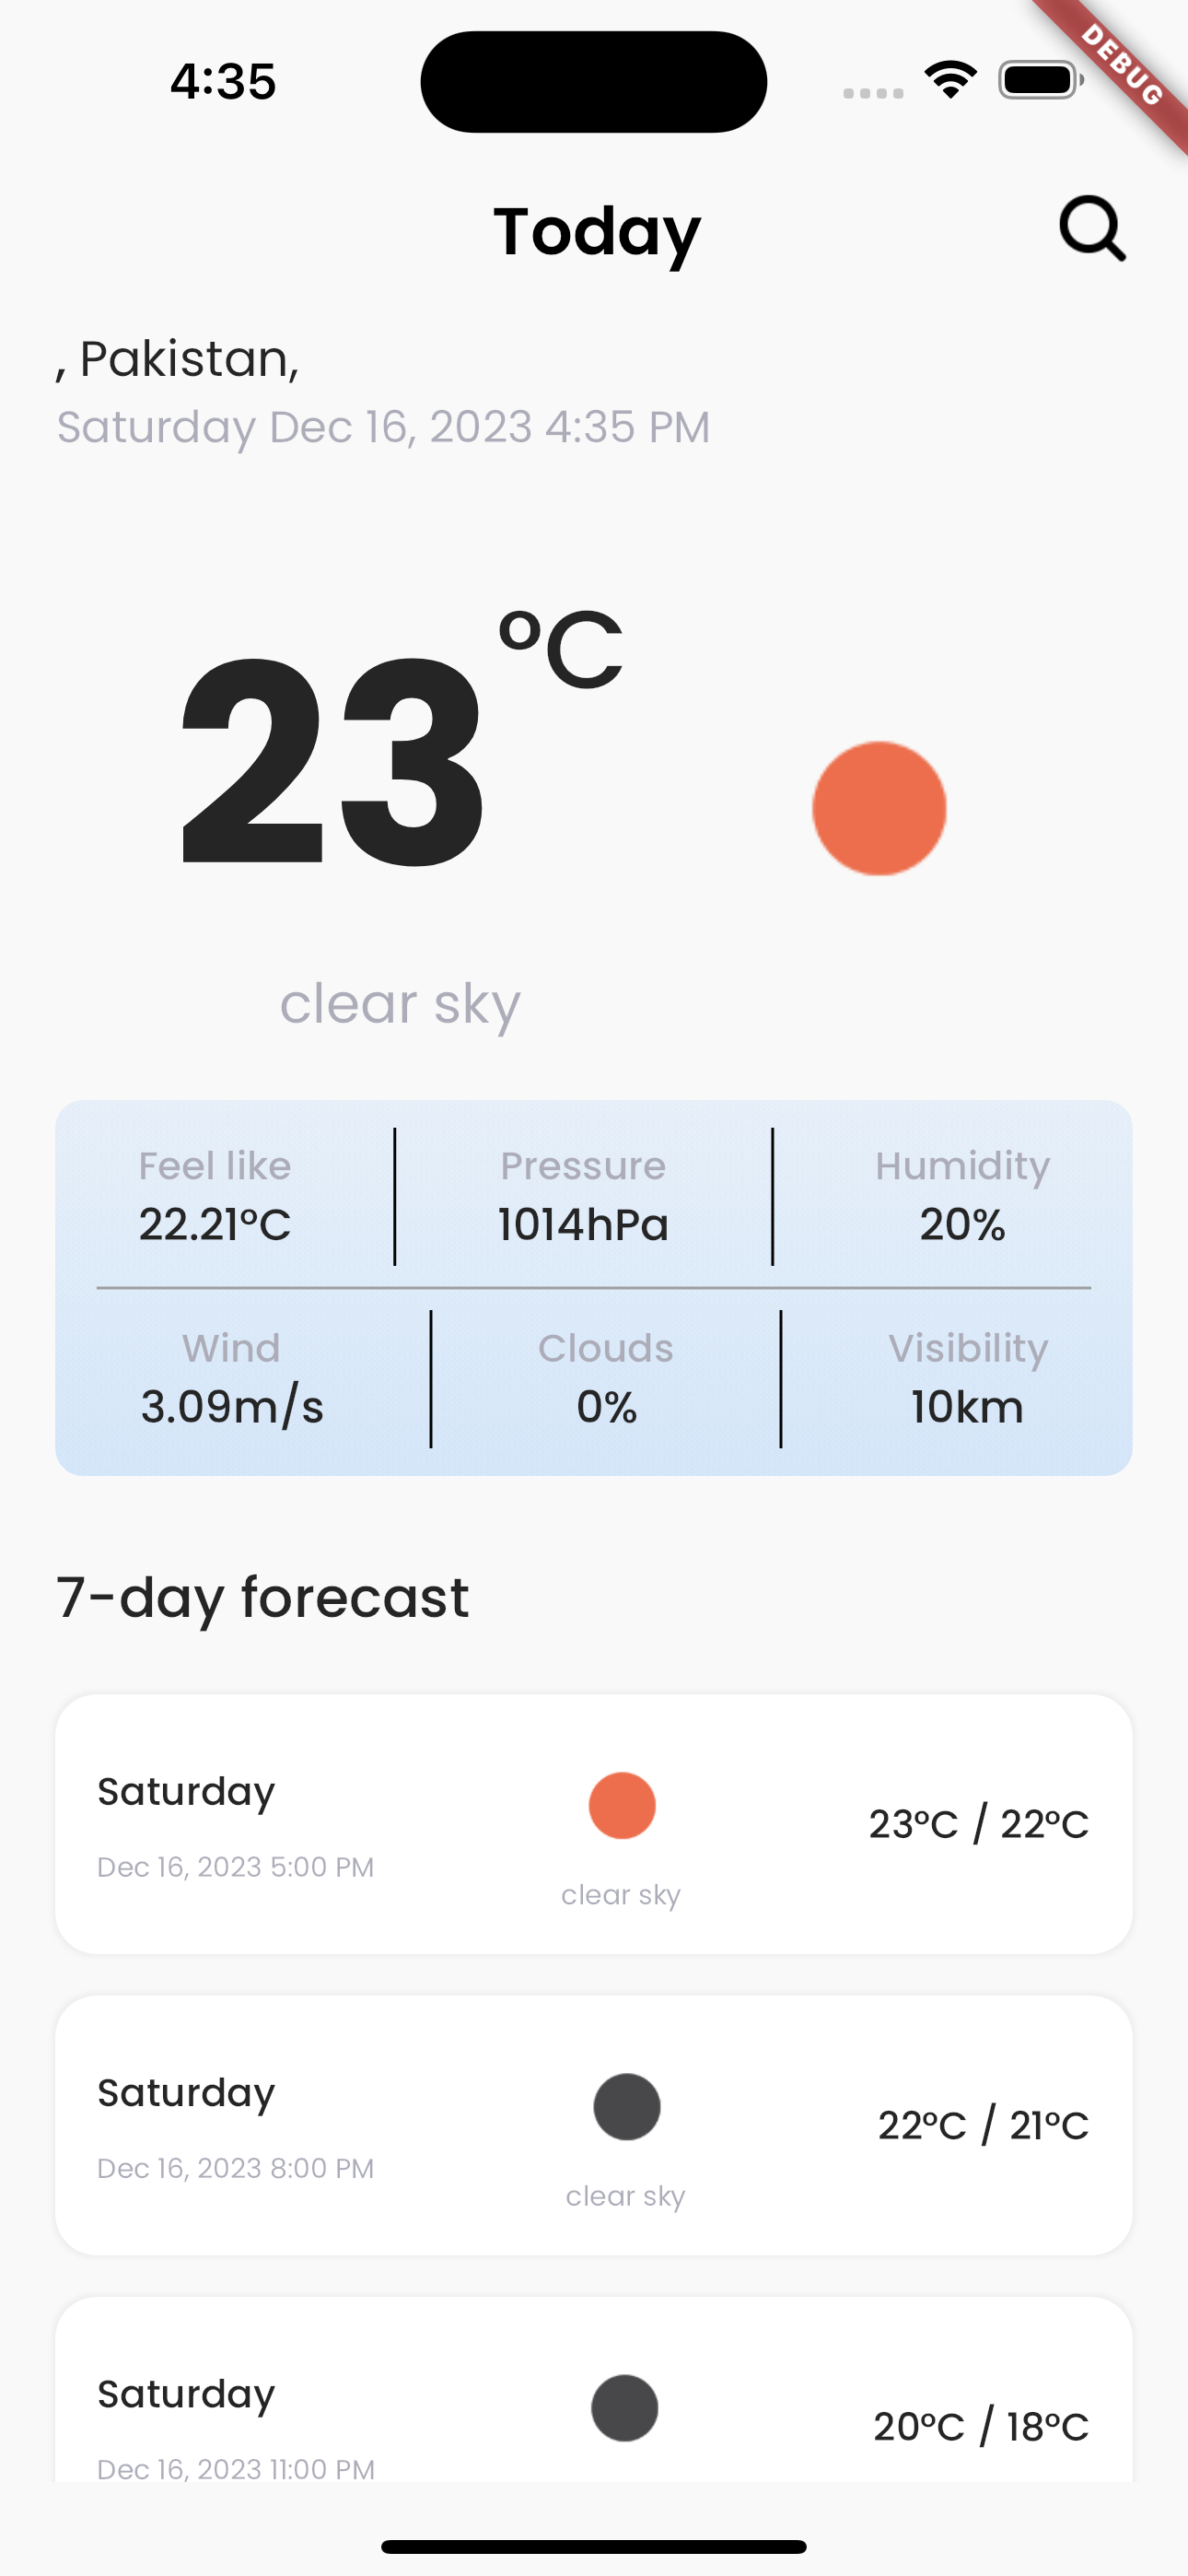 4:35
DEBUG
Today
, Pakistan,
Saturday Dec 16, 2023 4:35 PM
23°C
clear sky
Feel like Pressure Humidity
22.21°C 1014hPa 20%
Wind Clouds Visibility
3.09m/s 0% 10km
7-day forecast
Saturday
23°C / 22°C
Dec 16, 2023 5:00 PM
clear sky
Saturday
22°C / 21°C
Dec 16, 2023 8:00 PM
clear sky
Saturday
20°C / 18°C
Dec 16, 2023 11:00 PM